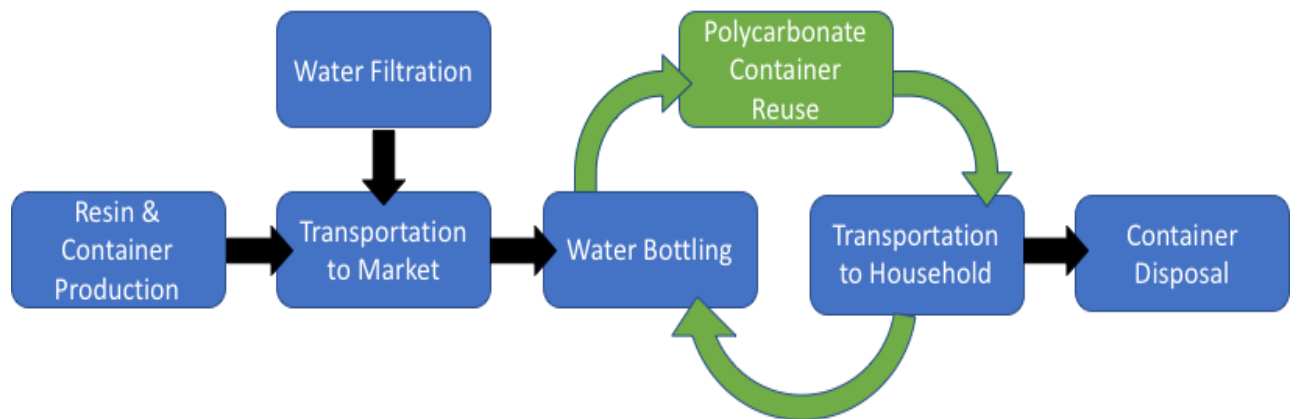 Water Filtration
Polycarbonate
Container
Reuse
Resin &
Container
Production
Transportation
to Market
Water Bottling
Transportation
to Household
Container
Disposal